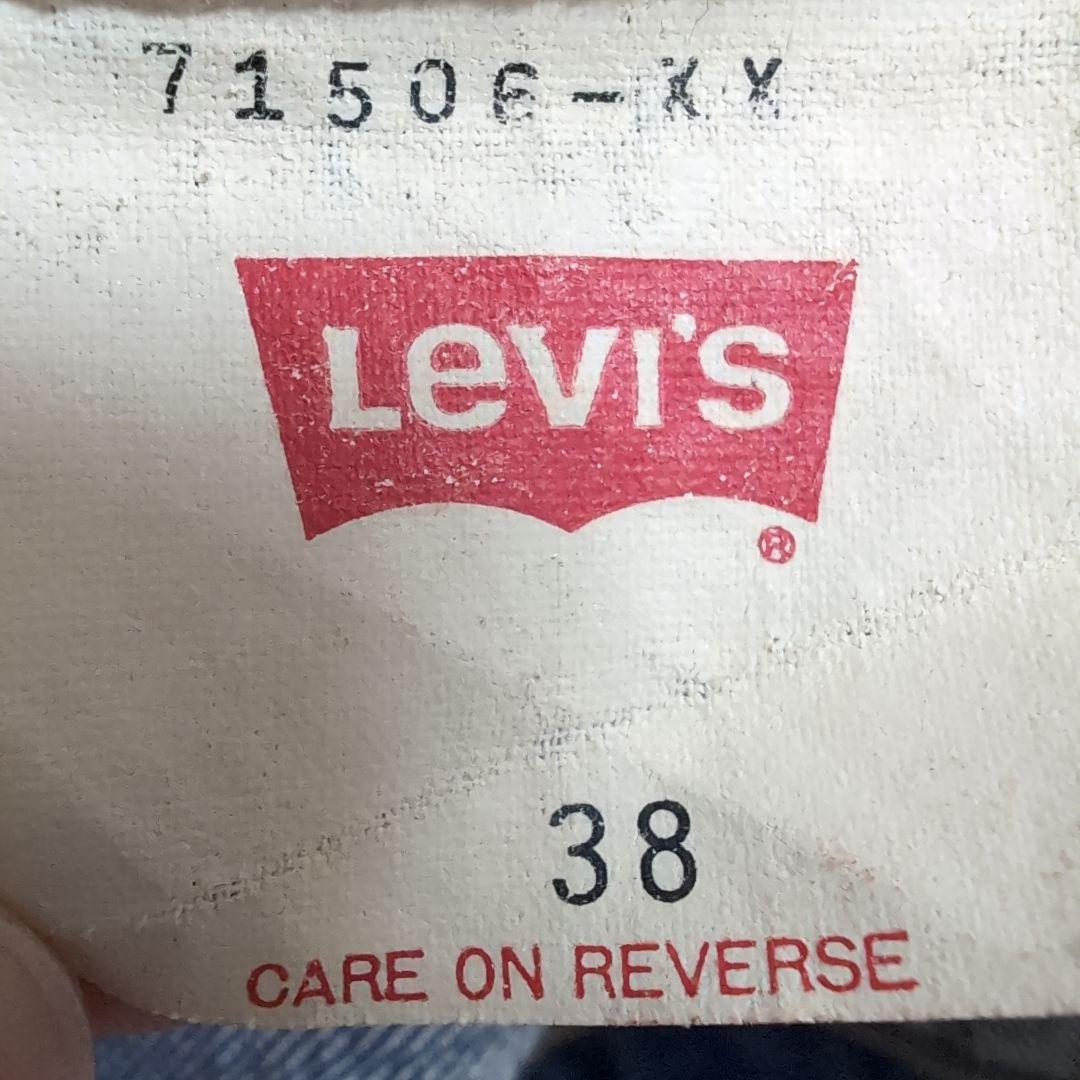 71506-XX
Levi's
®
38
CARE ON REVERSE